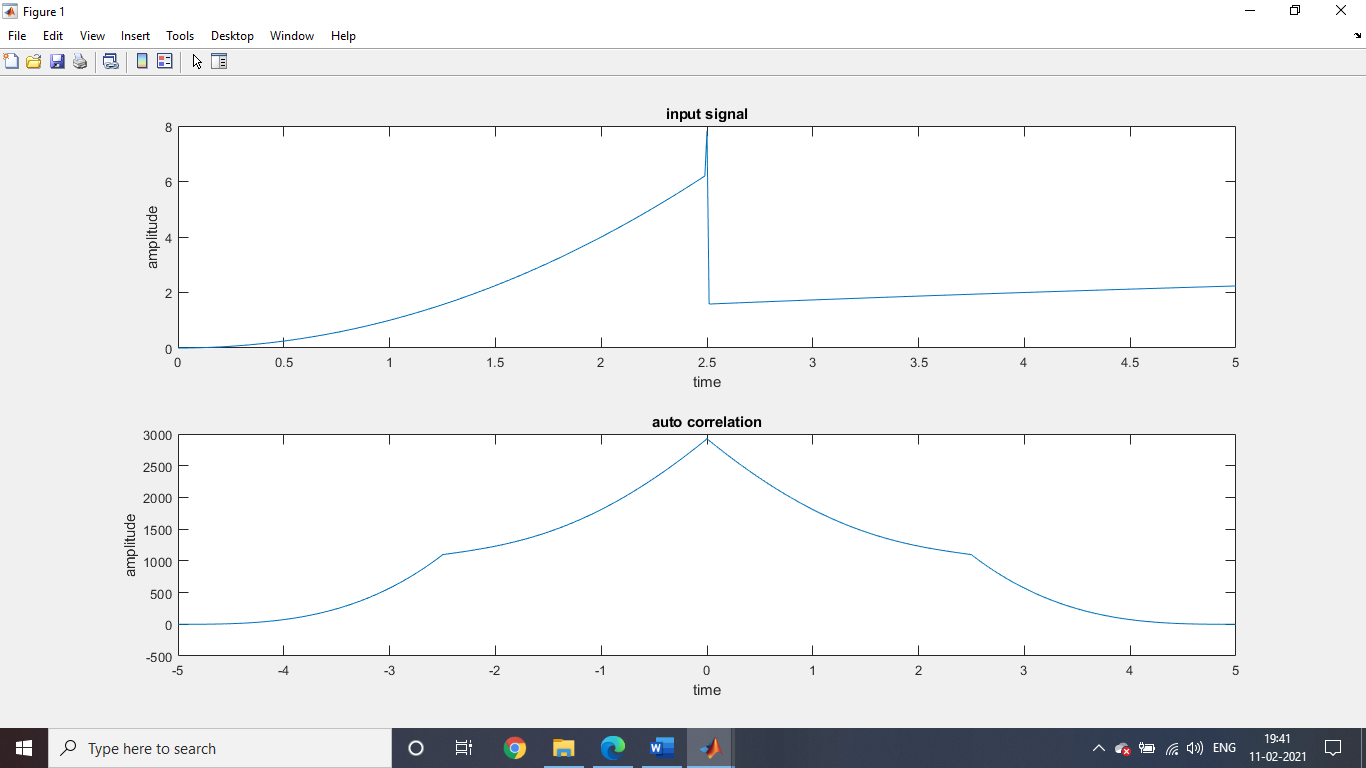 Figure 1
File Edit View Insert Tools Desktop Window Help
input signal
8
6
4
2
0
amplitude
0 0.5 1 1.5 2 2.5 3 3.5 4 4.5 5
time
auto correlation
3000
2500
2000
1500
1000
500
0
-500
amplitude
-5 -4 -3 -2 -1 0 1 2 3 4 5
time
Type here to search
ENG
19:41
11-02-2021